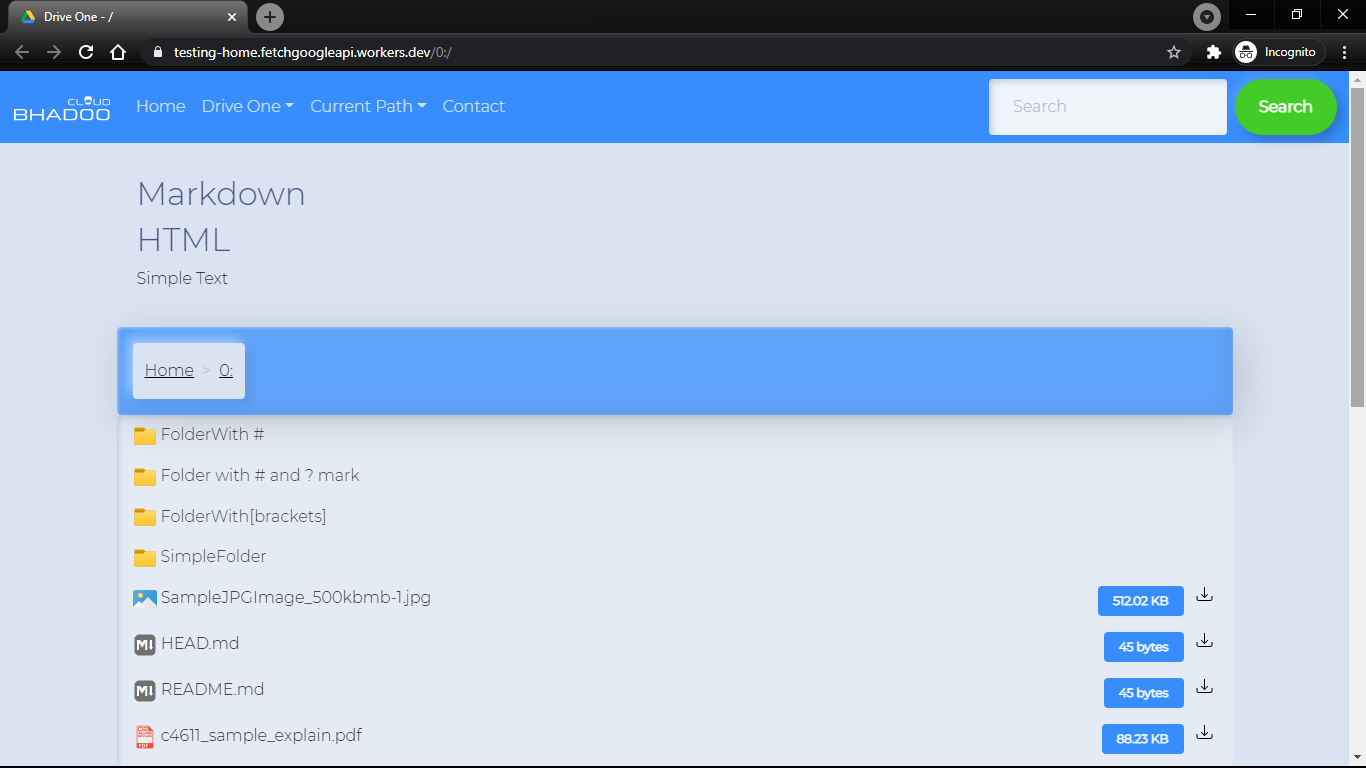 Drive One - /
testing-home.fetchgoogleapi.workers.dev/0:/
Incognito
CLOUD
BHADOO
Home
Drive One
Current Path
Contact
Search
Search
Markdown
HTML
Simple Text
Home > 0:
FolderWith #
Folder with # and ? mark
FolderWith[brackets]
SimpleFolder
SampleJPGImage_500kbmb-1.jpg 512.02 KB
HEAD.md 45 bytes
README.md 45 bytes
c4611_sample_explain.pdf 88.23 KB